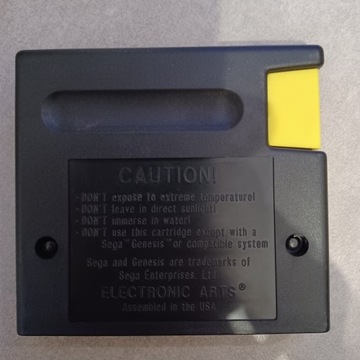 CAUTION!
-DON'T expose to extreme temperature!
-DON'T leave in direct sunlight!
-DON'T immerse in water!
-DON'T use this cartridge except with a
Sega™ Genesis™ or compatible system
Sega and Genesis are trademarks of
Sega Enterprises, Ltd.
ELECTRONIC ARTS®
Assembled in the USA